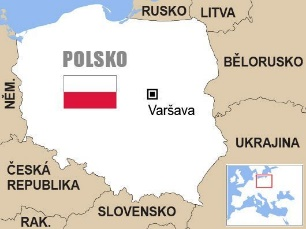 RUSKO
LITVA
POLSKO
BĚLORUSKO
NĚM.
Varšava
UKRAJINA
ČESKÁ
REPUBLIKA
SLOVENSKO
RAK.